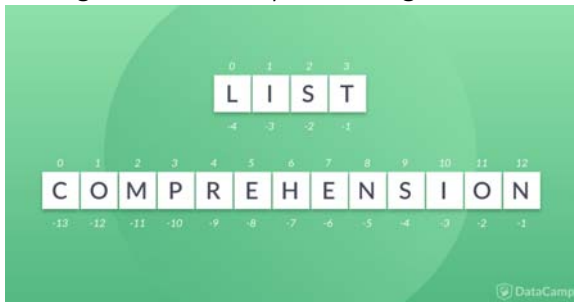 0 1 2 3
L I S T
-4 -3 -2 -1
0 1 2 3 4 5 6 7 8 9 10 11 12
C O M P R E H E N S I O N
-13 -12 -11 -10 -9 -8 -7 -6 -5 -4 -3 -2 -1
DataCamp